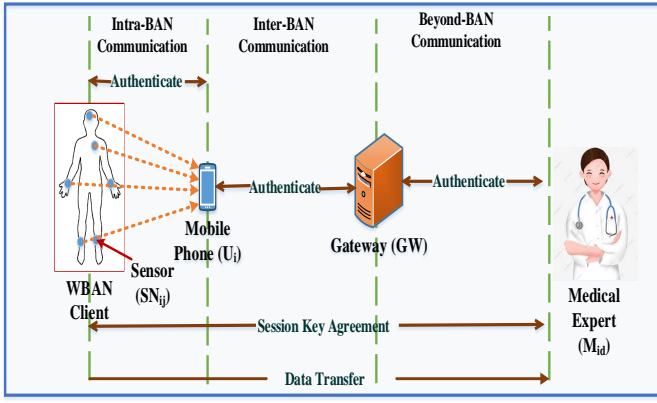 Intra-BAN
Communication
Inter-BAN
Communication
Beyond-BAN
Communication
Authenticate
Authenticate
Authenticate
Mobile
Phone (Ui)
Gateway (GW)
Sensor
(SNij)
WBAN
Client
Medical
Expert
(Mid)
Session Key Agreement
Data Transfer